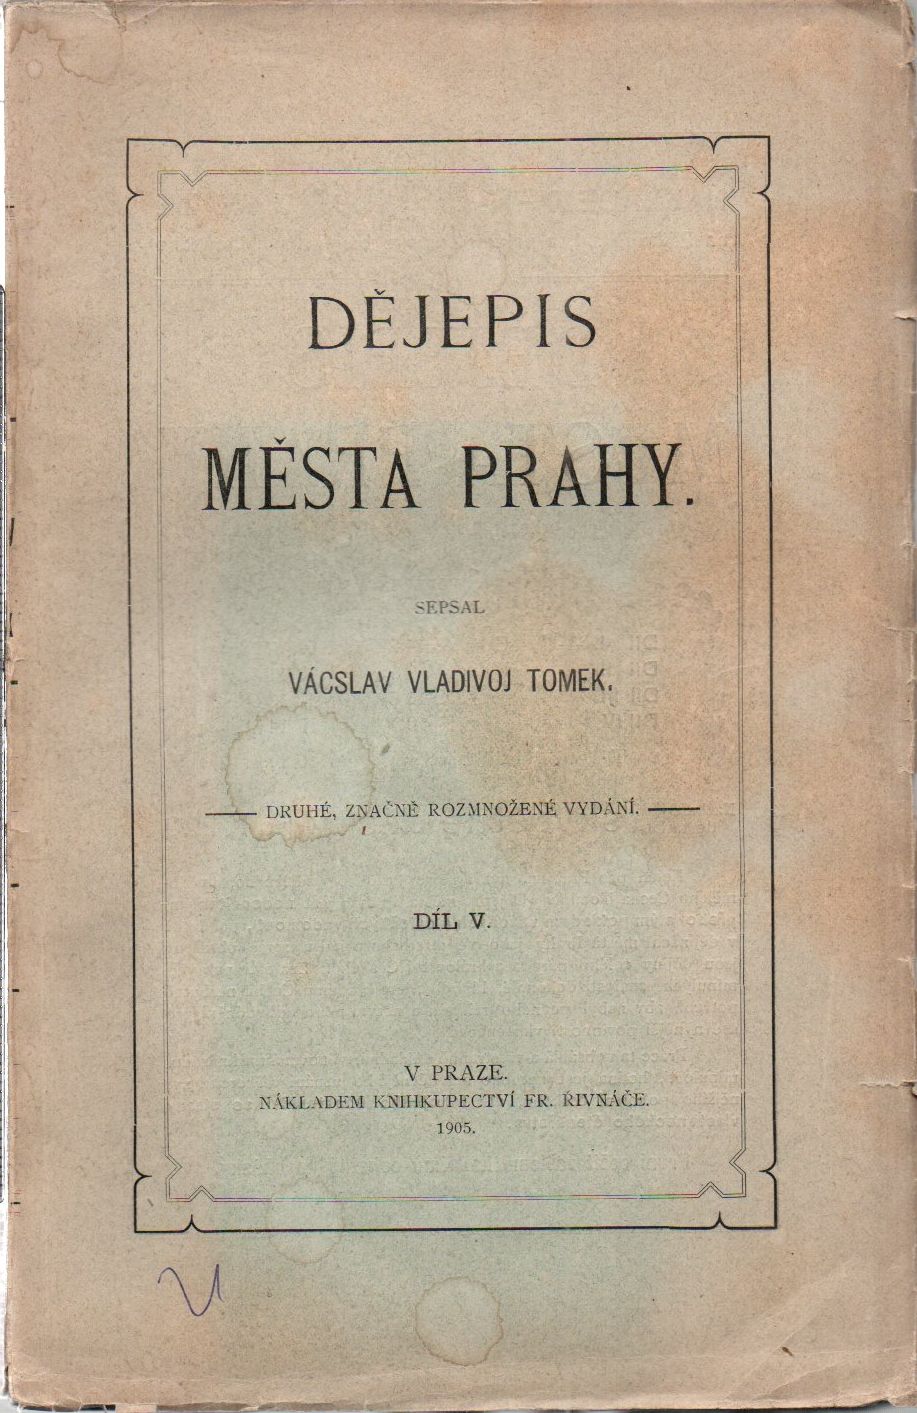 DĚJEPIS
MĚSTA PRAHY.
SEPSAL
VÁCSLAV VLADIVOJ TOMEK.
DRUHÉ, ZNAČNĚ ROZMNOŽENÉ VYDÁNÍ.
DÍL V.
V PRAZE.
NÁKLADEM KNIHKUPECTVÍ FR. ŘIVNÁČE.
1905.